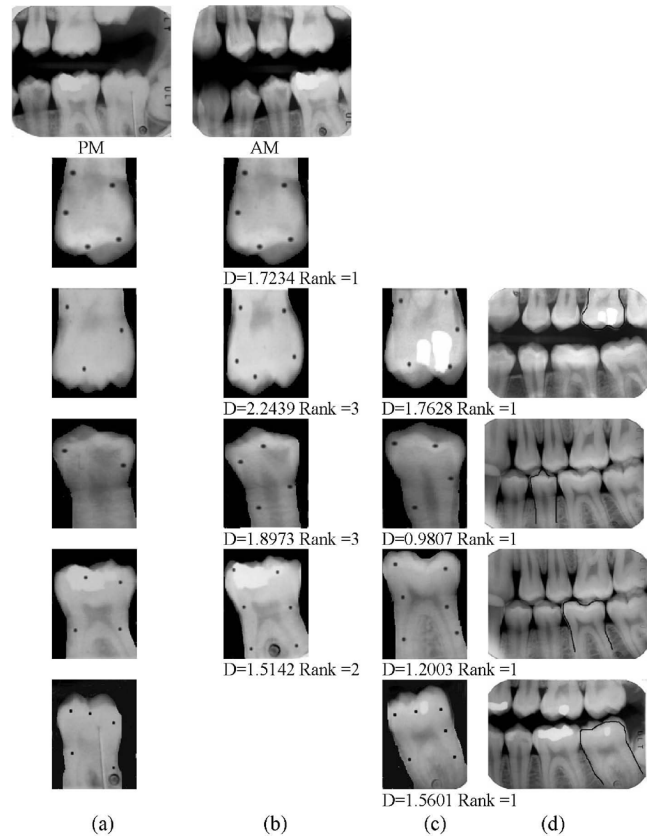 PM AM
D=1.7234 Rank =1
D=2.2439 Rank =3 D=1.7628 Rank =1
D=1.8973 Rank =3 D=0.9807 Rank =1
D=1.5142 Rank =2 D=1.2003 Rank =1
D=1.5601 Rank =1
(a) (b) (c) (d)